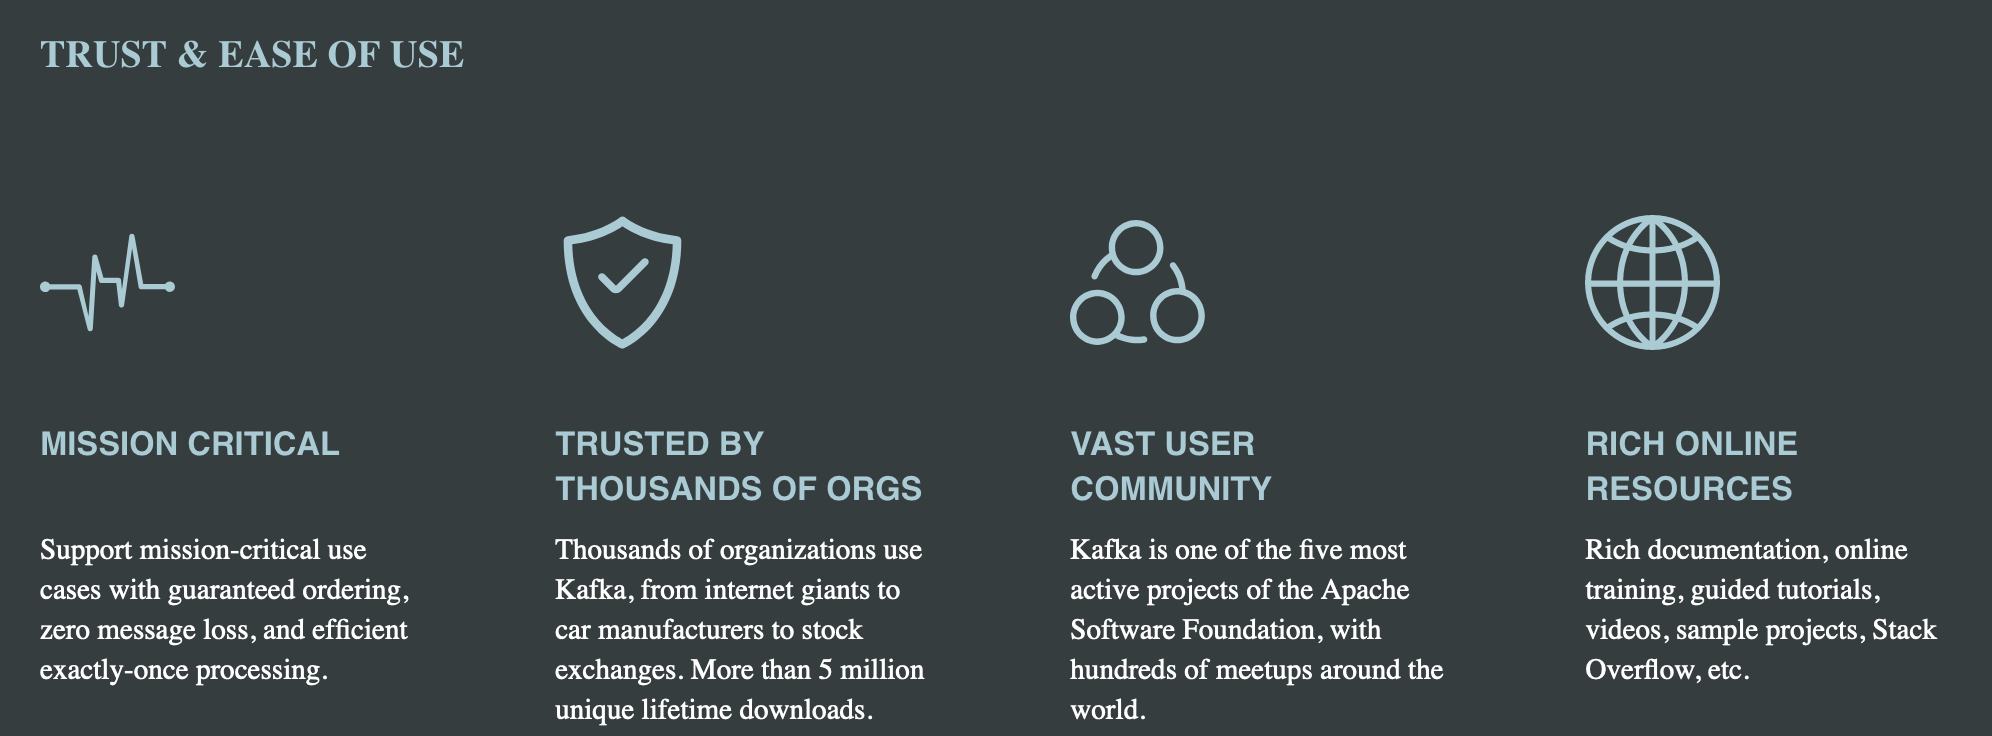 TRUST & EASE OF USE
MISSION CRITICAL
Support mission-critical use
cases with guaranteed ordering,
zero message loss, and efficient
exactly-once processing.
TRUSTED BY
THOUSANDS OF ORGS
Thousands of organizations use
Kafka, from internet giants to
car manufacturers to stock
exchanges. More than 5 million
unique lifetime downloads.
VAST USER
COMMUNITY
Kafka is one of the five most
active projects of the Apache
Software Foundation, with
hundreds of meetups around the
world.
RICH ONLINE
RESOURCES
Rich documentation, online
training, guided tutorials,
videos, sample projects, Stack
Overflow, etc.